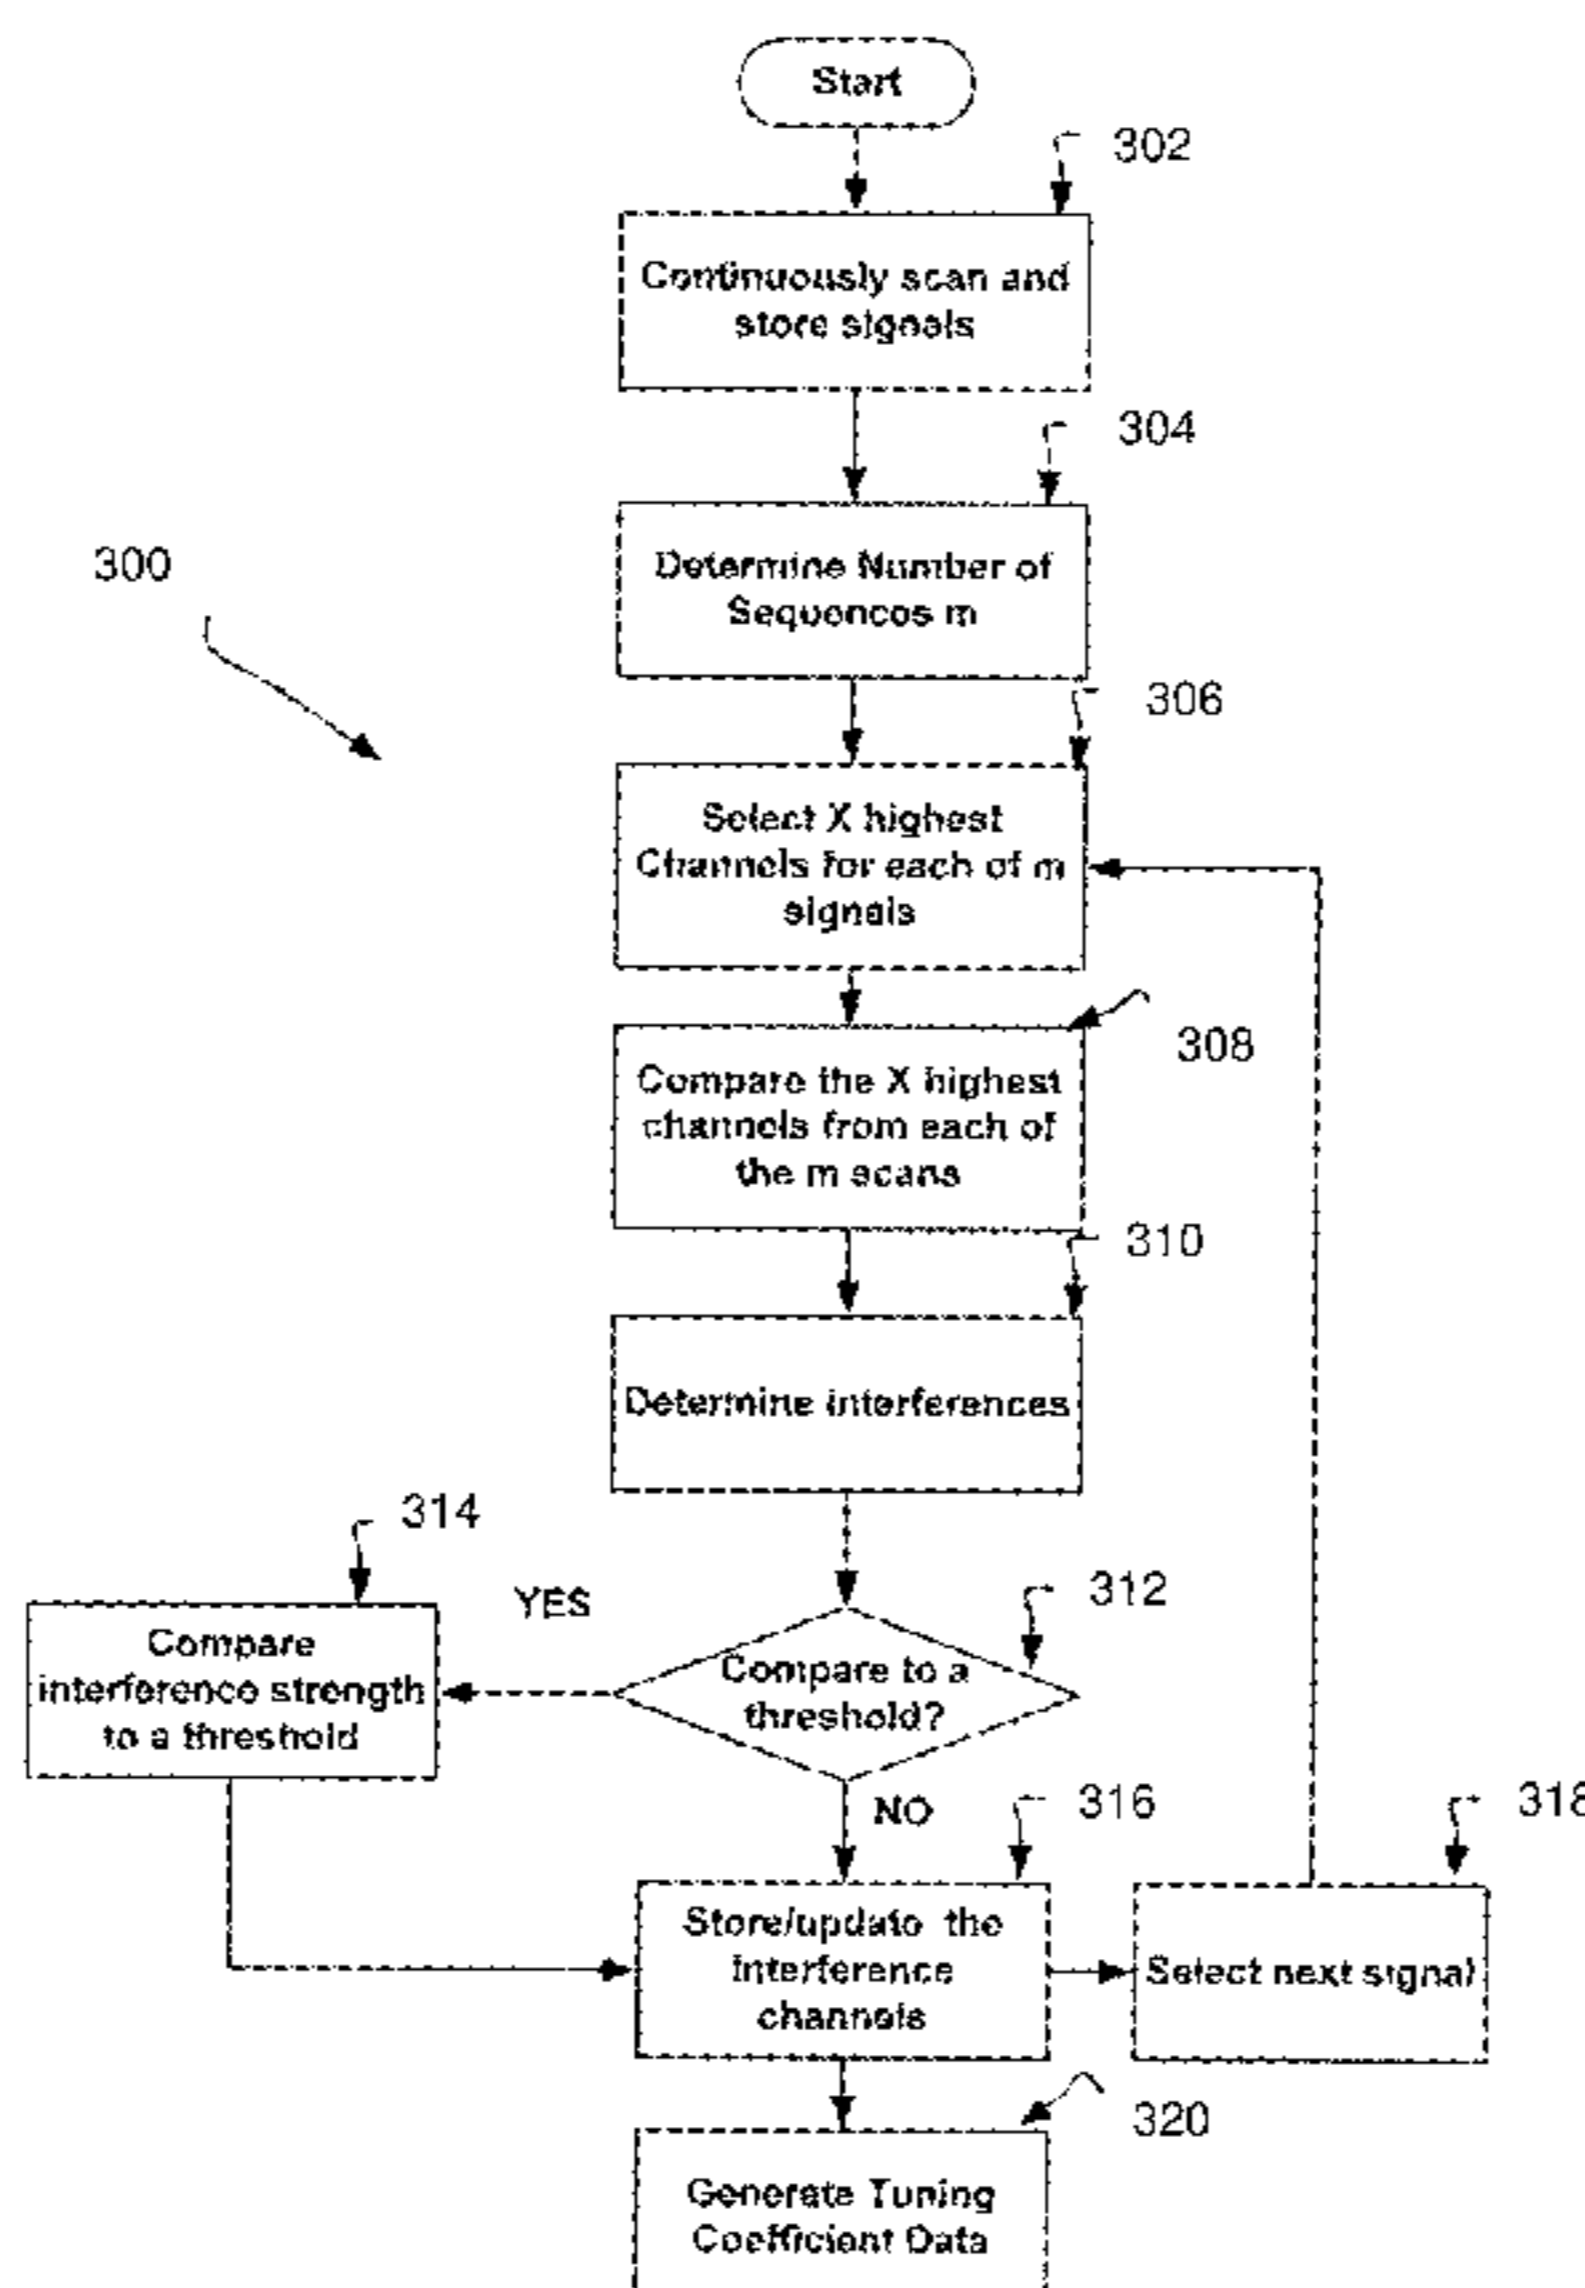 Start
302
Continuously scan and
store signals
304
300
Determine Number of
Sequences m
306
Select X highest
Channels for each of m
signals
308
Compare the X highest
channels from each of
the m scans
310
Determine interferences
314
YES
312
Compare
interference strength
to a threshold
Compare to a
threshold?
NO
316
318
Store/update the
interference
channels
Select next signal
320
Generate Tuning
Coefficient Data